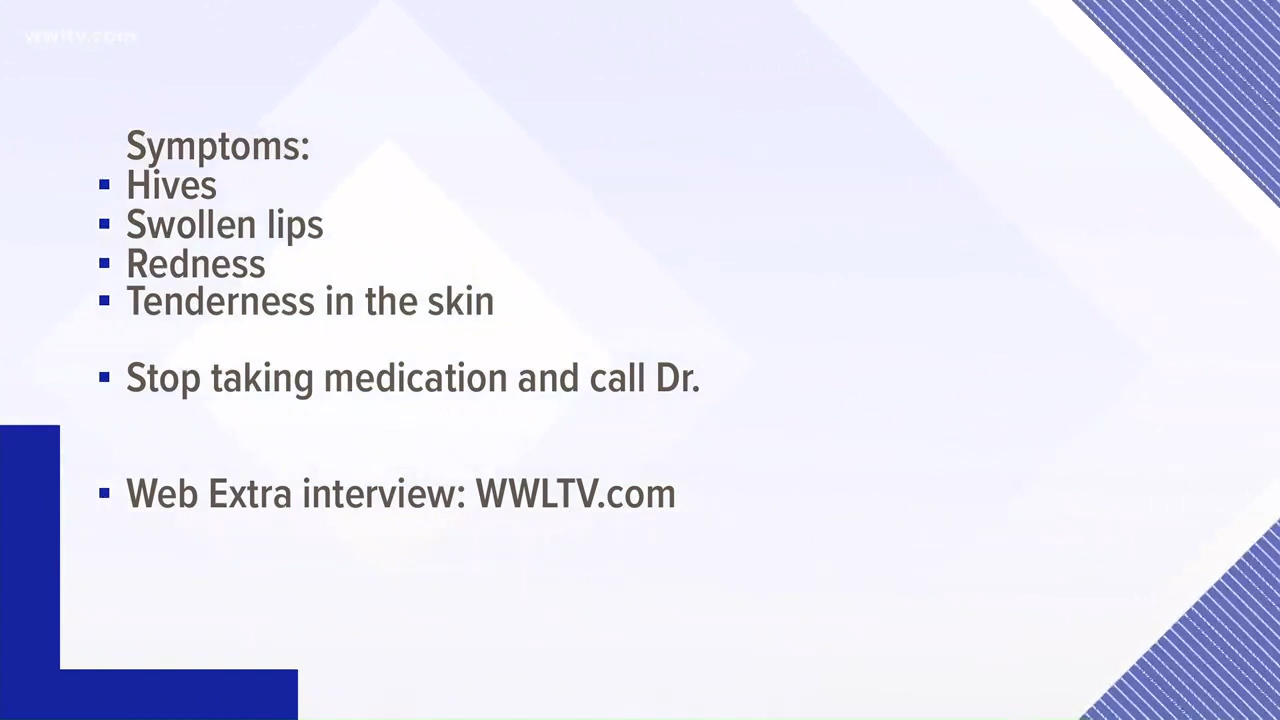 wwltv.com
Symptoms:
Hives
Swollen lips
Redness
Tenderness in the skin
Stop taking medication and call Dr.
Web Extra interview: WWLTV.com